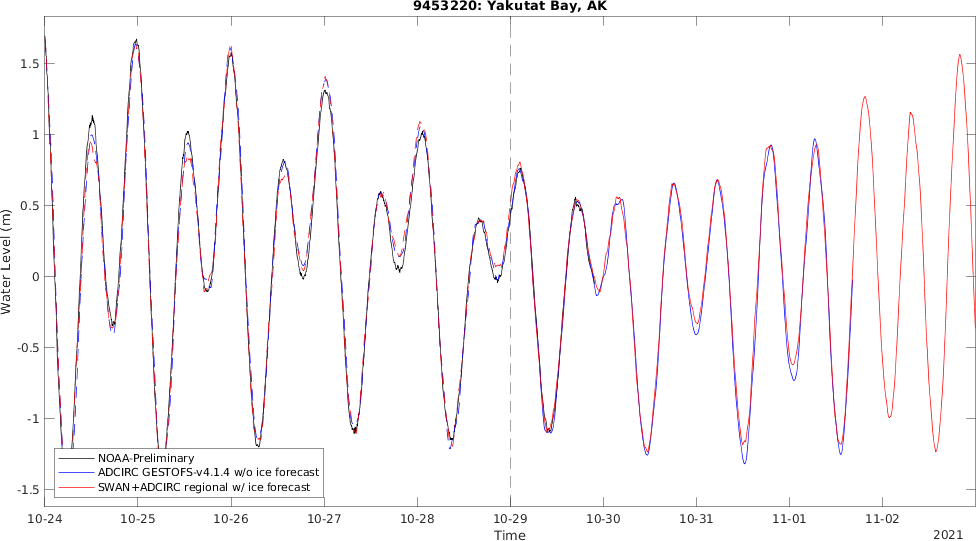 9453220: Yakutat Bay, AK
Water Level (m)
1.5
1
0.5
0
-0.5
-1
-1.5
NOAA-Preliminary
ADCIRC GESTOFS-v4.1.4 w/o ice forecast
SWAN+ADCIRC regional w/ ice forecast
10-24 10-25 10-26 10-27 10-28 10-29 10-30 10-31 11-01 11-02
Time
2021